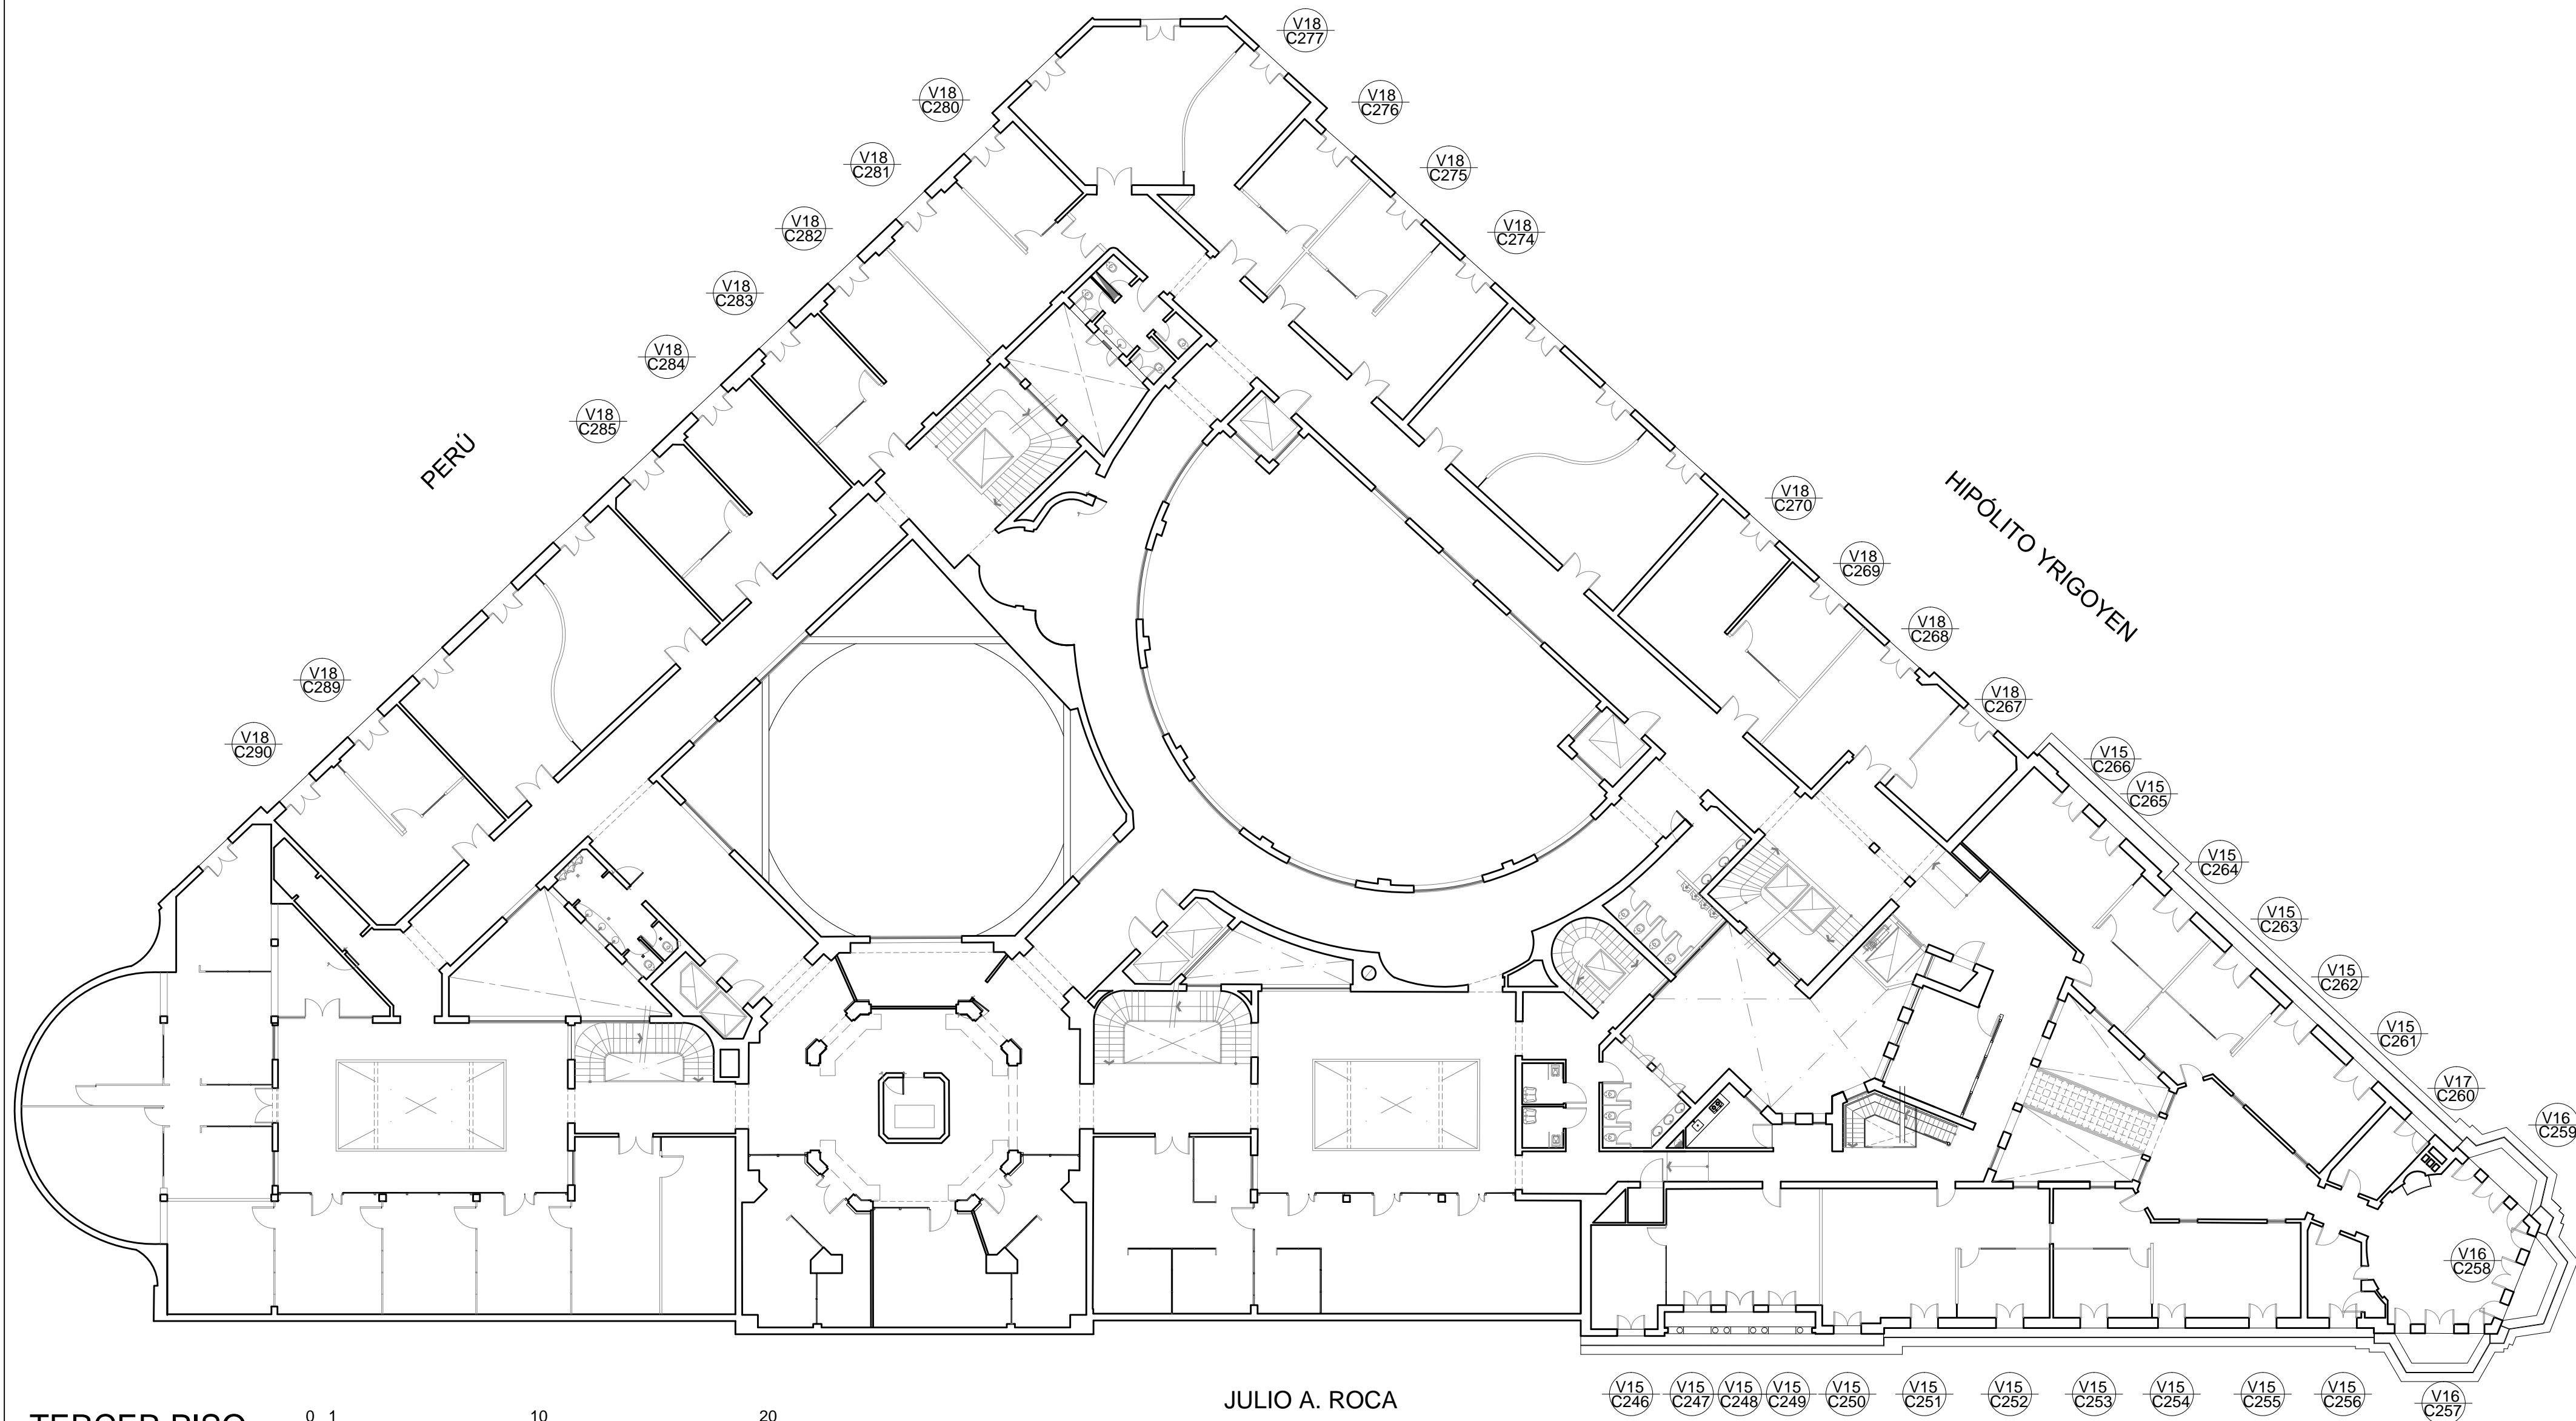 V18
C277
V18
C280
V18
C276
V18
C281
V18
C275
V18
C282
V18
C274
V18
C283
V18
C284
V18
C285
PERÚ
HIPÓLITO YRIGOYEN
V18
C270
V18
C269
V18
C268
V18
C289
V18
C267
V18
C290
V15
C266
V15
C265
V15
C264
V15
C263
V15
C262
V15
C261
V17
C260
V16
C259
V16
C258
JULIO A. ROCA
V15
C246
V15
C247
V15
C248
V15
C249
V15
C250
V15
C251
V15
C252
V15
C253
V15
C254
V15
C255
V15
C256
V16
C257
TERCER PISO
0 1 10 20